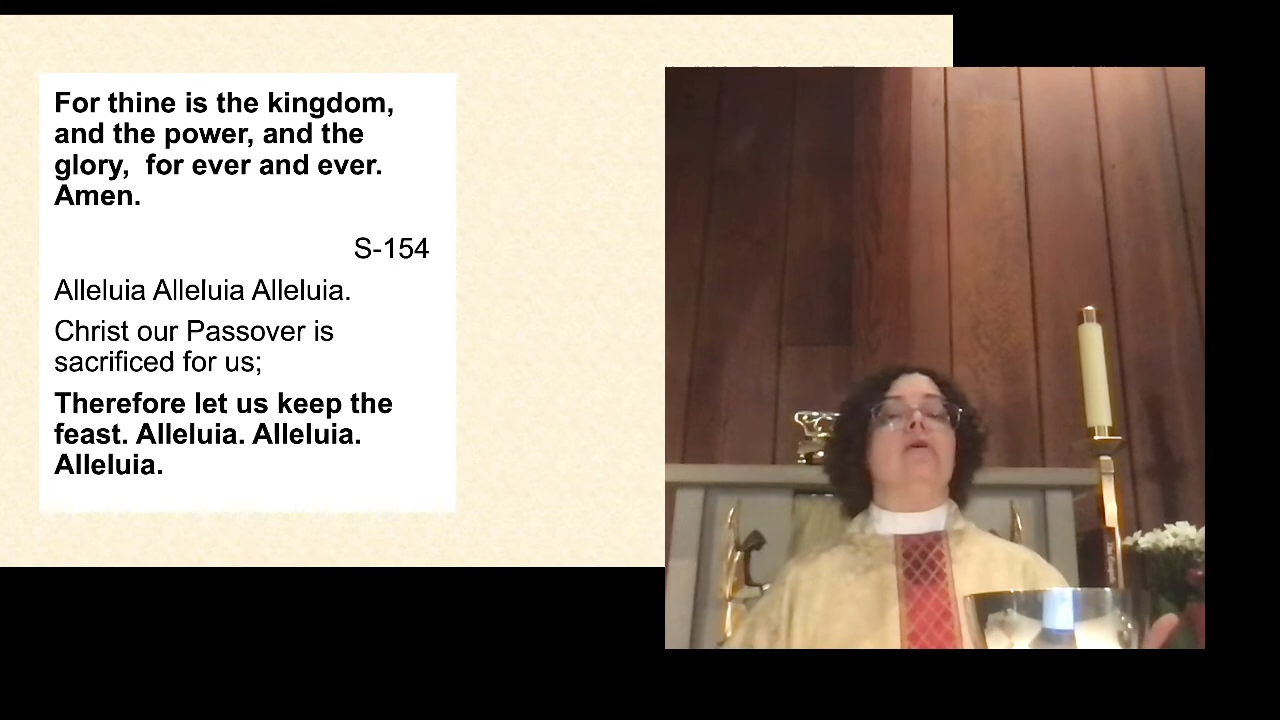 For thine is the kingdom,
and the power, and the
glory,  for ever and ever.
Amen.
S-154
Alleluia Alleluia Alleluia.
Christ our Passover is
sacrificed for us;
Therefore let us keep the
feast. Alleluia. Alleluia.
Alleluia.